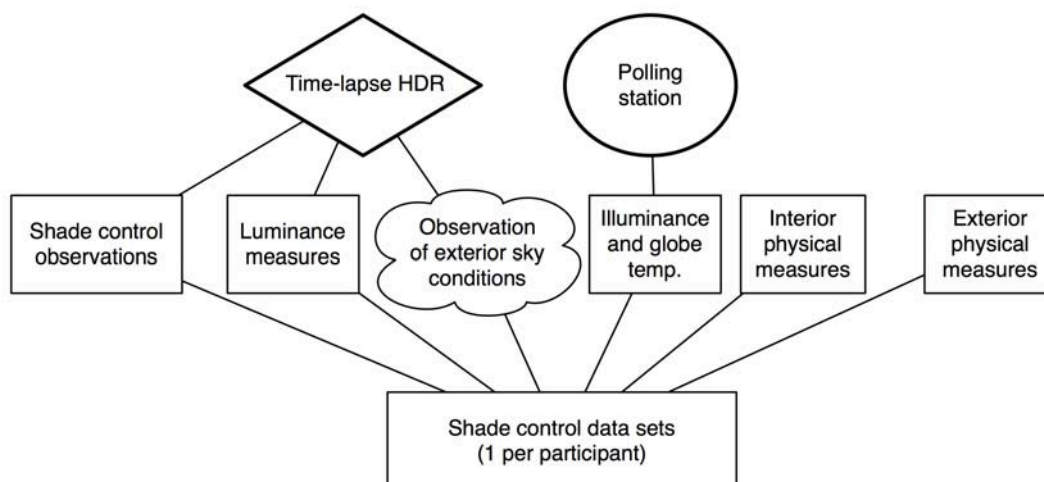 Time-lapse HDR
Polling
station
Shade control
observations
Luminance
measures
Observation
of exterior sky
conditions
Illuminance
and globe
temp.
Interior
physical
measures
Exterior
physical
measures
Shade control data sets
(1 per participant)